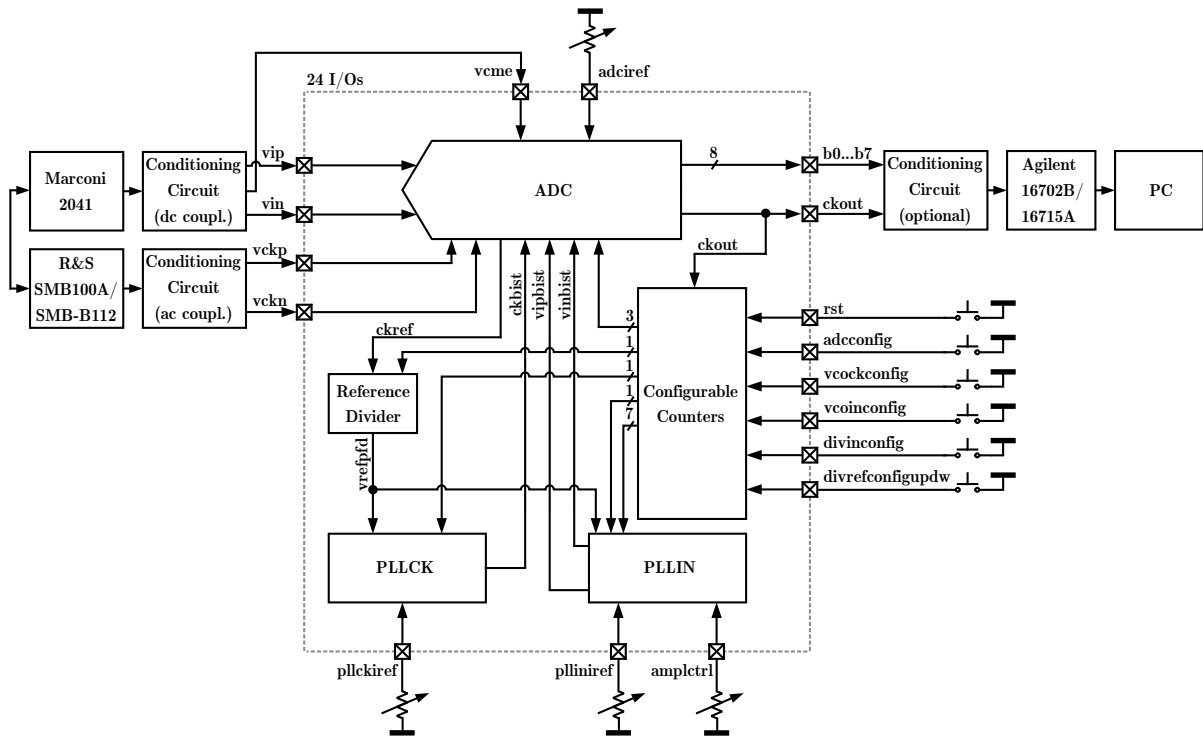 vcme
adciref
24 I/Os
Marconi
2041
Conditioning
Circuit
(dc coupl.)
vip
vin
ADC
8
b0...b7
ckout
Conditioning
Circuit
(optional)
Agilent
16702B/
16715A
PC
R&S
SMB100A/
SMB-B112
Conditioning
Circuit
(ac coupl.)
vckp
vckn
ckout
ckref
ckbist
vipbist
vinbist
3
1
1
1
7
Configurable
Counters
rst
adcconfig
vcockconfig
vcoinconfig
divinconfig
divrefconfigupdw
Reference
Divider
vrefpfd
PLLCK
PLLIN
pllckiref
plliniref
amplctrl